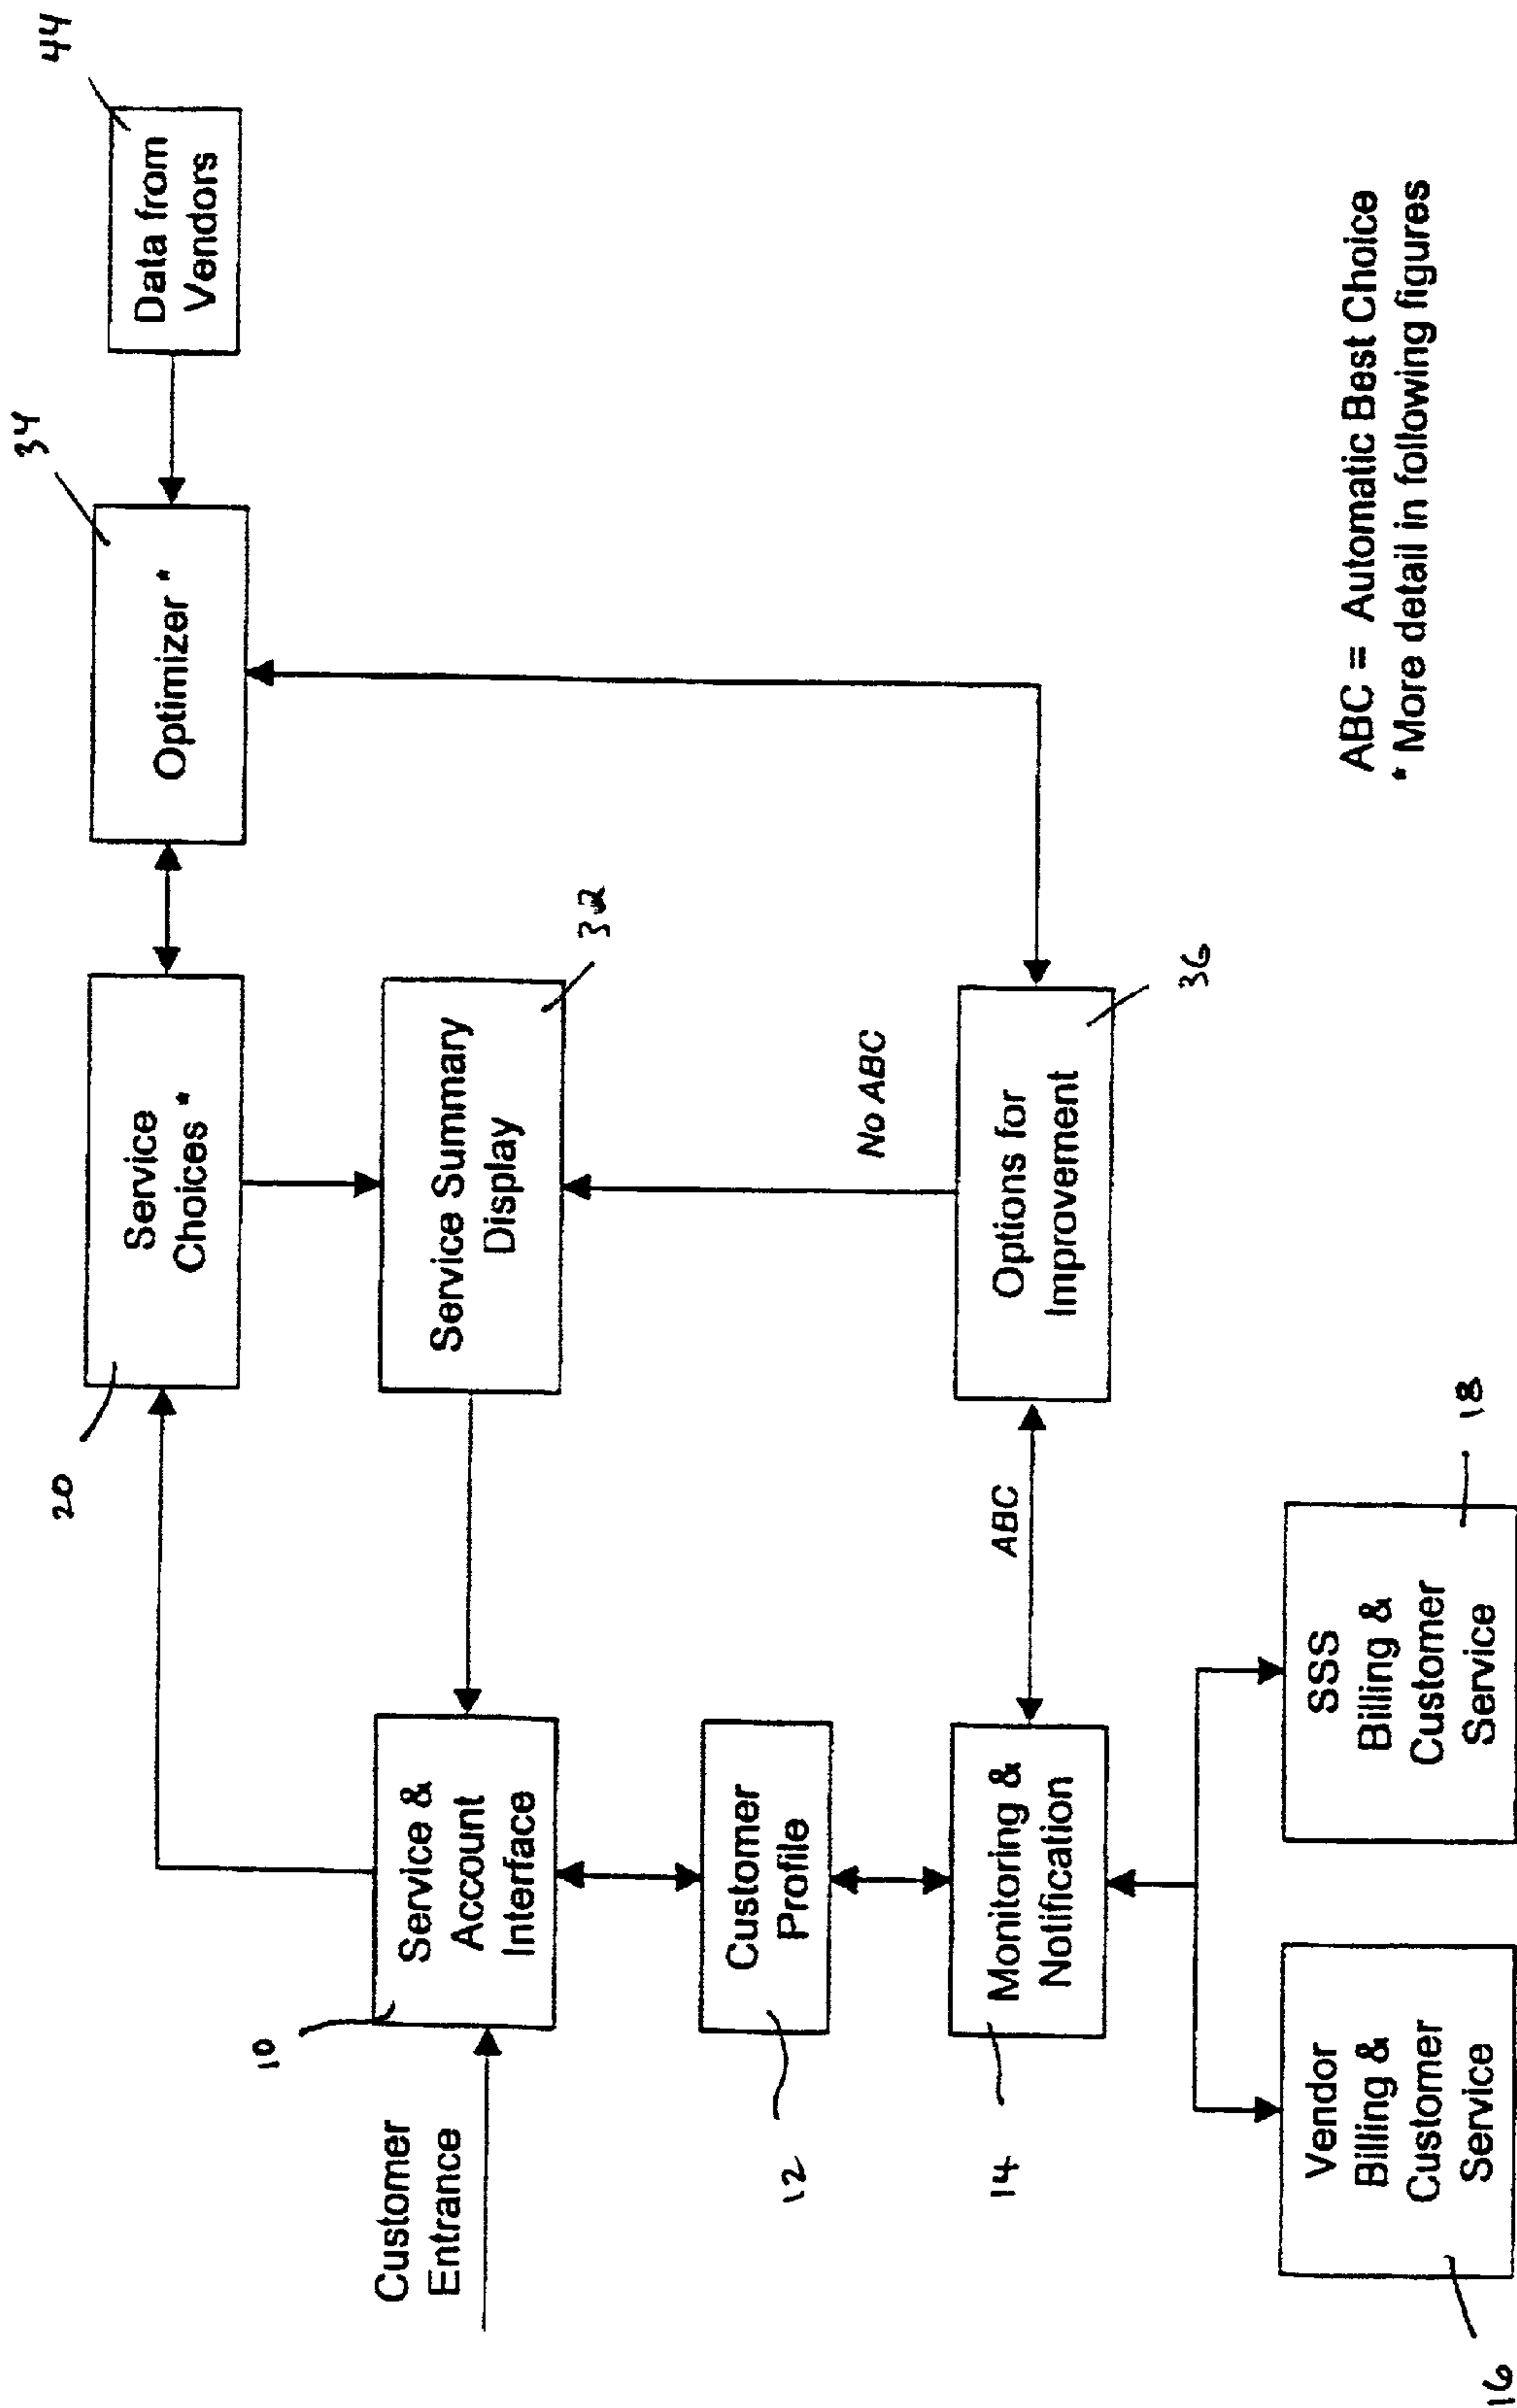 44
Data from
Vendors
34
Optimizer *
20
Service
Choices *
32
Service Summary
Display
No ABC
36
Options for
Improvement
ABC
Customer
Entrance
10
Service &
Account
Interface
12
Customer
Profile
14
Monitoring &
Notification
16
Vendor
Billing &
Customer
Service
18
SSS
Billing &
Customer
Service
ABC = Automatic Best Choice
* More detail in following figures